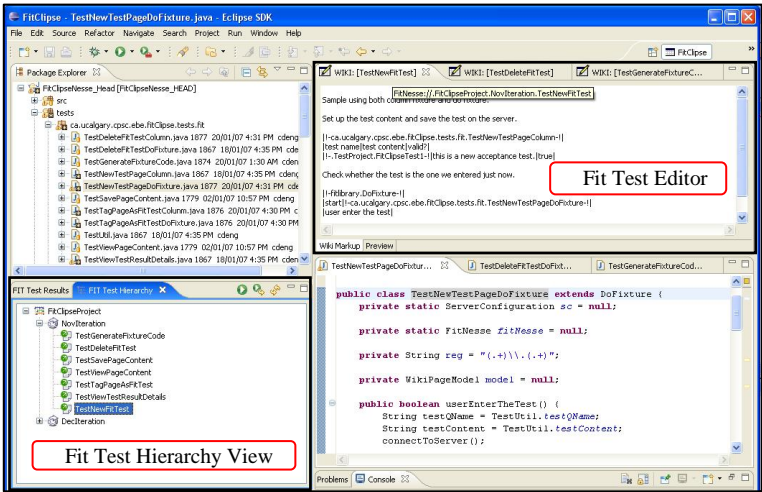 FitClipse - TestNewTestPageDoFixture.java - Eclipse SDK
File Edit Source Refactor Navigate Search Project Run Window Help
FitClipse
Package Explorer
FitClipseNesse_Head [FitClipseNesse_HEAD]
src
tests
ca.ucalgary.cpsc.ebe.fitClipse.tests.fit
TestDeleteFitTestColumn.java 1877 20/01/07 4:31 PM cdeng
TestDeleteFitTestDoFixture.java 1867 18/01/07 4:35 PM cden
TestGenerateFixtureCode.java 1874 20/01/07 1:30 AM cden
TestNewTestPageColumn.java 1867 18/01/07 4:35 PM cdeng
TestNewTestPageDoFixture.java 1877 20/01/07 4:31 PM cde
TestSavePageContent.java 1779 02/01/07 10:57 PM cdeng
TestTagPageAsFitTestColunm.java 1876 20/01/07 4:30 PM c
TestTagPageAsFitTestDoFixture.java 1876 20/01/07 4:30 PM
TestUtil.java 1867 18/01/07 4:35 PM cdeng
TestViewPageContent.java 1779 02/01/07 10:57 PM cdeng
TestViewTestResultDetails.java 1867 18/01/07 4:35 PM cden
WIKI: [TestNewFitTest] WIKI: [TestDeleteFitTest] WIKI: [TestGenerateFixtureC...
FitNesse://.FitClipseProject.NovIteration.TestNewFitTest
Sample using both column fixture and do fixture.
Set up the test content and save the test on the server.
|!-ca.ucalgary.cpsc.ebe.fitClipse.tests.fit.TestNewTestPageColumn-!|
|test name|test content|valid?|
|!-.TestProject.FitClipseTest1-!|this is a new acceptance test.|true|
Check whether the test is the one we entered just now.
|!-fitlibrary.DoFixture-!|
|start|!-ca.ucalgary.cpsc.ebe.fitClipse.tests.fit.TestNewTestPageDoFixture-!|
|user enter the test|
Fit Test Editor
Wiki Markup Preview
FIT Test Results FIT Test Hierarchy
FitClipseProject
NovIteration
TestGenerateFixtureCode
TestDeleteFitTest
TestSavePageContent
TestViewPageContent
TestTagPageAsFitTest
TestViewTestResultDetails
TestNewFitTest
DecIteration
Fit Test Hierarchy View
TestNewTestPageDoFixtur... TestDeleteFitTestDoFixt... TestGenerateFixtureCod...
public class TestNewTestPageDoFixture extends DoFixture {
private static ServerConfiguration sc = null;
private static FitNesse fitNesse = null;
private String reg = "(.+)\\.(.+)";
private WikiPageModel model = null;
public boolean userEnterTheTest() {
String testQName = TestUtil.testQName;
String testContent = TestUtil.testContent;
connectToServer();
Problems Console